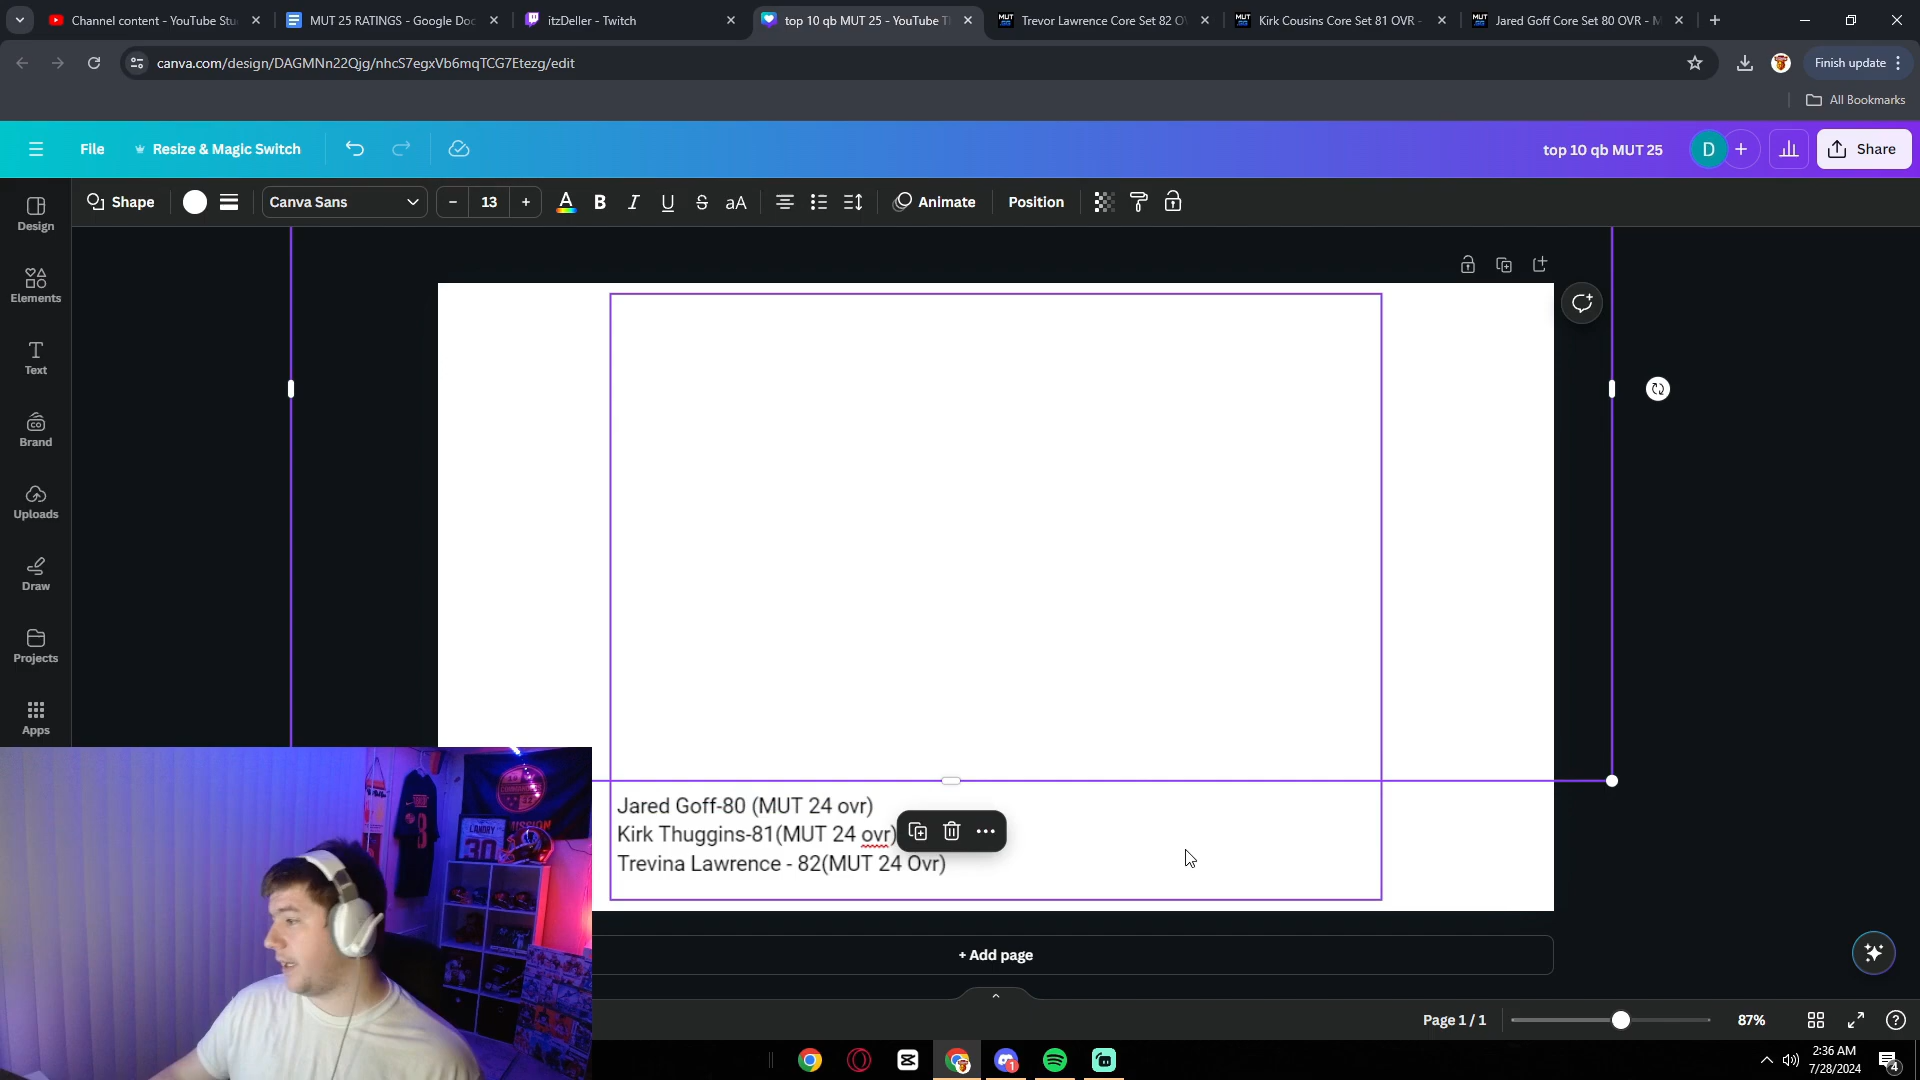 Channel content - YouTube Stu
MUT 25 RATINGS - Google Doc
itzDeller - Twitch
top 10 qb MUT 25 - YouTube T
Trevor Lawrence Core Set 82 O
Kirk Cousins Core Set 81 OVR -
Jared Goff Core Set 80 OVR - M
canva.com/design/DAGMNn22Qjg/nhcS7egxVb6mqTCG7Etezg/edit
Finish update
All Bookmarks
File
Resize & Magic Switch
top 10 qb MUT 25
D
Share
Shape
Canva Sans
- 13 +
A B I U S aA
Animate
Position
Design
Elements
Text
Brand
Uploads
Draw
Projects
Apps
Jared Goff-80 (MUT 24 ovr)
Kirk Thuggins-81(MUT 24 ovr)
Trevina Lawrence - 82(MUT 24 Ovr)
+ Add page
Page 1 / 1
87%
LANDRY
30
2:36 AM
7/28/2024
4